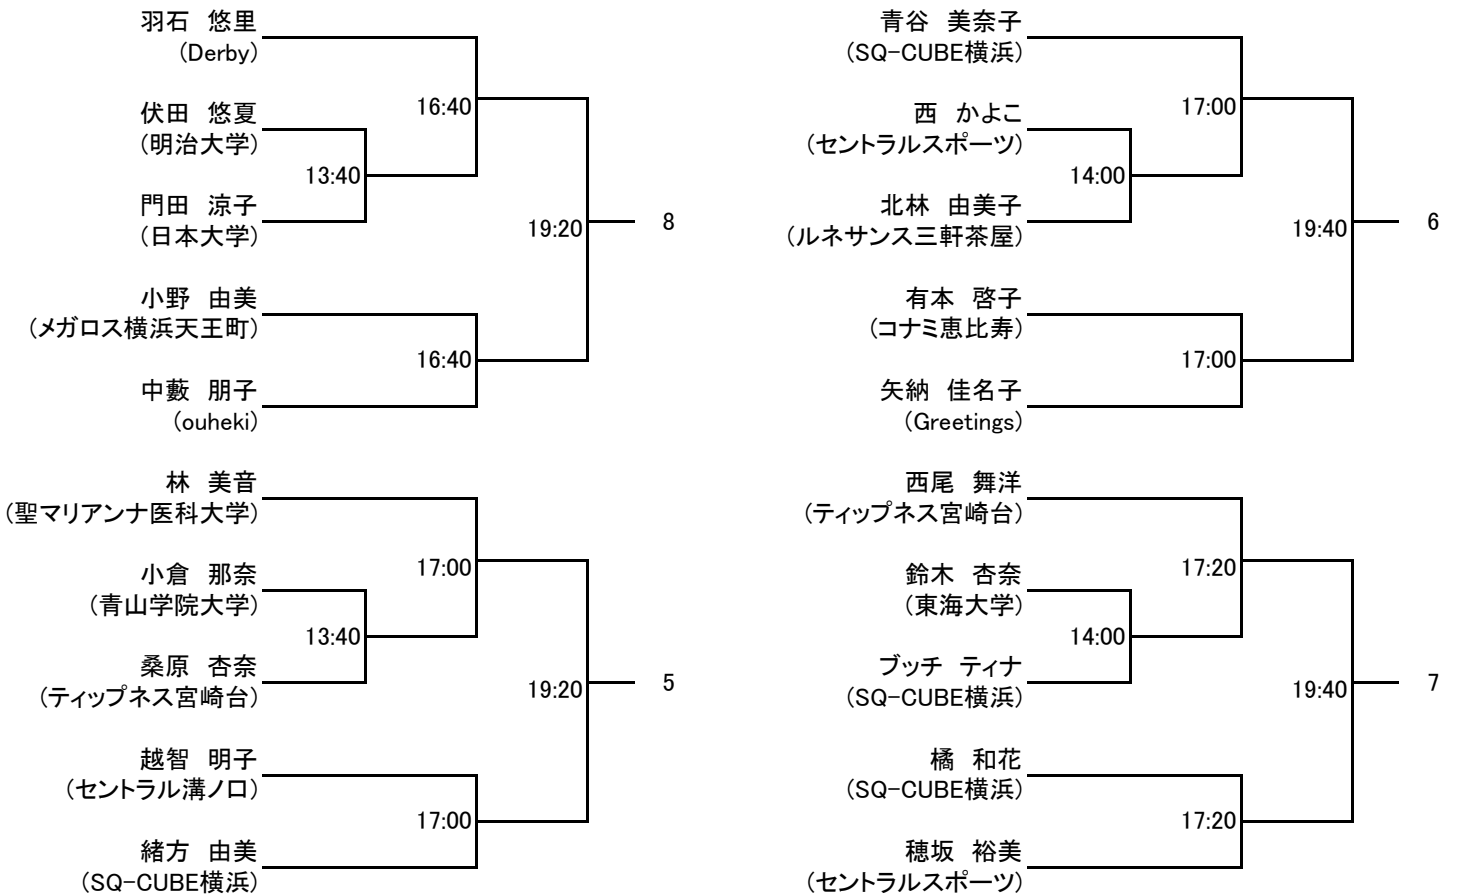 羽石　悠里
(Derby)
16:40
伏田　悠夏
(明治大学)
13:40
門田　涼子
(日本大学)
19:20
8
小野　由美
(メガロス横浜天王町)
16:40
中藪　朋子
(ouheki)
林　美音
(聖マリアンナ医科大学)
17:00
小倉　那奈
(青山学院大学)
13:40
桑原　杏奈
(ティップネス宮崎台)
19:20
5
越智　明子
(セントラル溝ノ口)
17:00
緒方　由美
(SQ-CUBE横浜)
青谷　美奈子
(SQ-CUBE横浜)
17:00
西　かよこ
(セントラルスポーツ)
14:00
北林　由美子
(ルネサンス三軒茶屋)
19:40
6
有本　啓子
(コナミ恵比寿)
17:00
矢納　佳名子
(Greetings)
西尾　舞洋
(ティップネス宮崎台)
17:20
鈴木　杏奈
(東海大学)
14:00
ブッチ　ティナ
(SQ-CUBE横浜)
19:40
7
橘　和花
(SQ-CUBE横浜)
17:20
穂坂　裕美
(セントラルスポーツ)